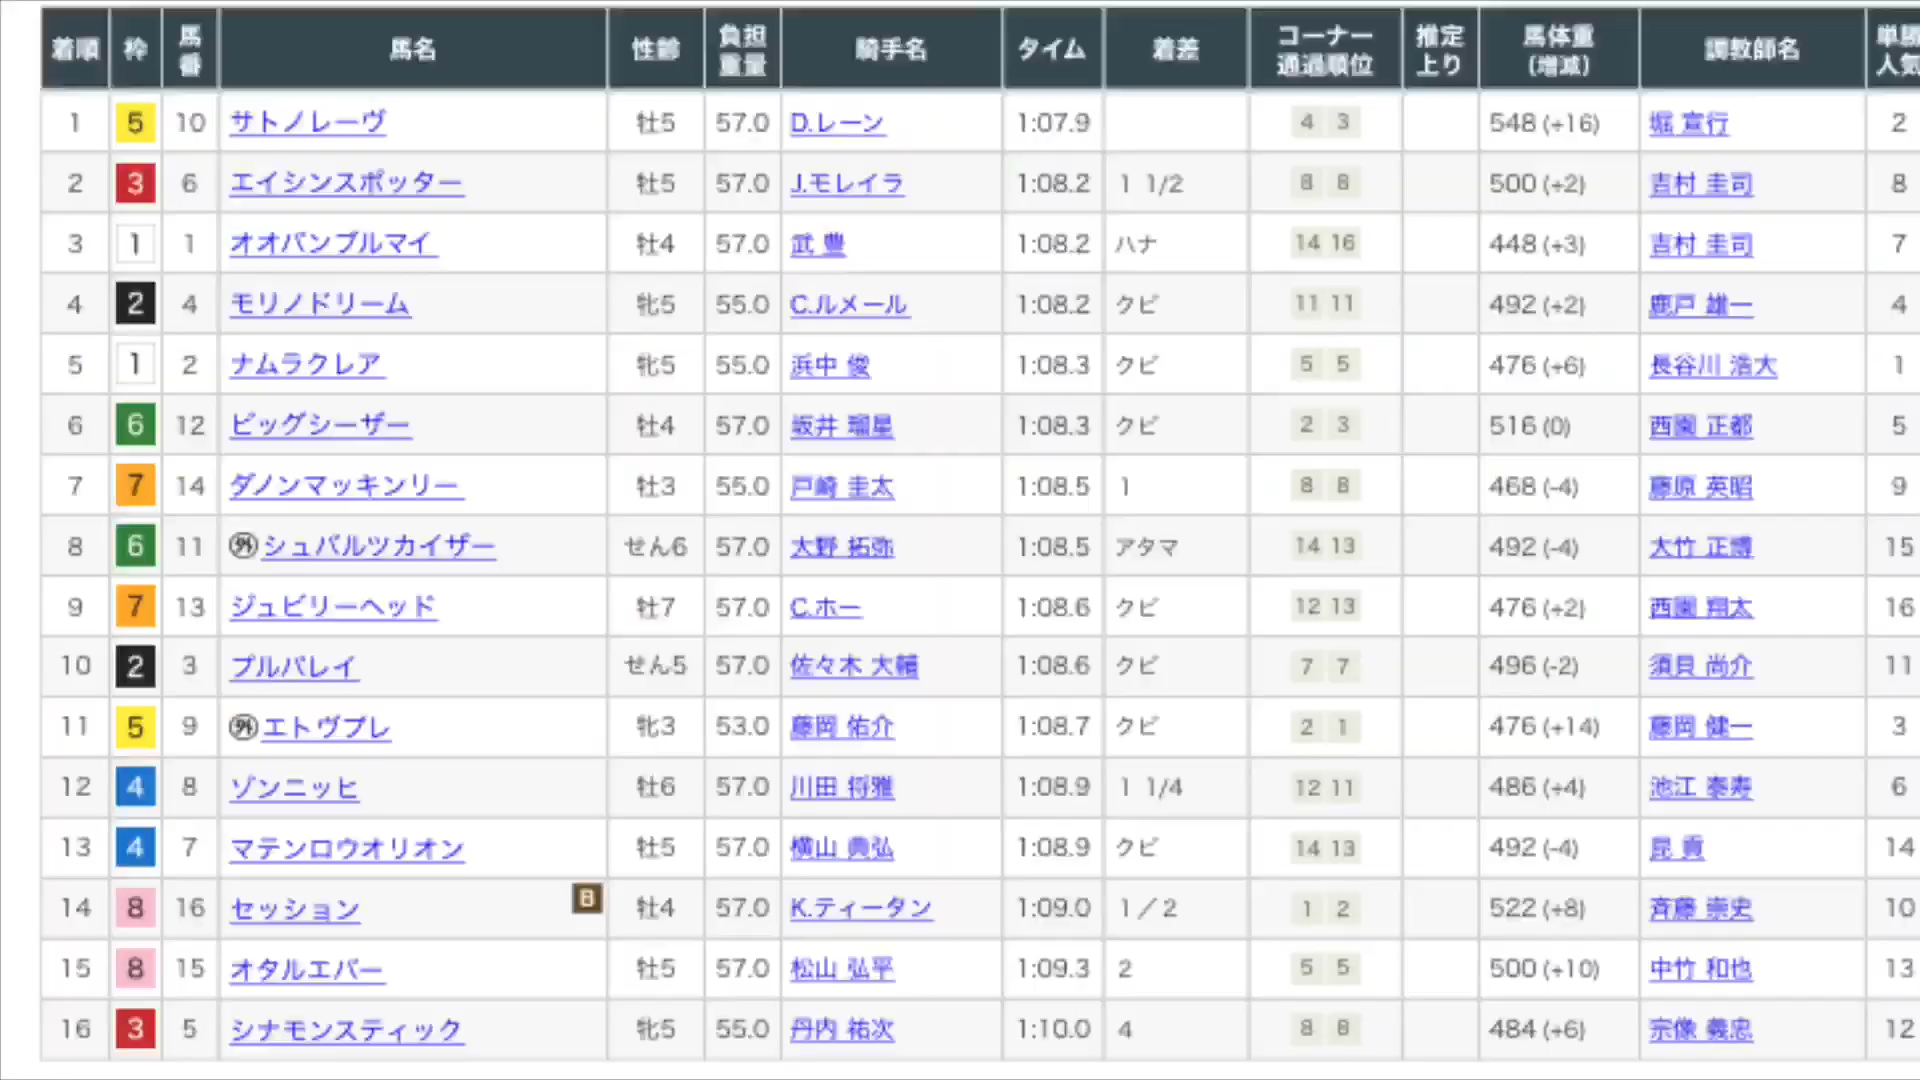 着順 枠 馬番 馬名 性齢 負担重量 騎手名 タイム 着差 コーナー通過順位 推定上り 馬体重(増減) 調教師名 単勝人気
1 5 10 サトノレーヴ 牡5 57.0 D.レーン 1:07.9 4 3 548 (+16) 堀 宣行 2
2 3 6 エイシンスポッター 牡5 57.0 J.モレイラ 1:08.2 1 1/2 8 8 500 (+2) 吉村 圭司 8
3 1 1 オオバンブルマイ 牡4 57.0 武 豊 1:08.2 ハナ 14 16 448 (+3) 吉村 圭司 7
4 2 4 モリノドリーム 牝5 55.0 C.ルメール 1:08.2 クビ 11 11 492 (+2) 鹿戸 雄一 4
5 1 2 ナムラクレア 牝5 55.0 浜中 俊 1:08.3 クビ 5 5 476 (+6) 長谷川 浩大 1
6 6 12 ビッグシーザー 牡4 57.0 坂井 瑠星 1:08.3 クビ 2 3 516 (0) 西園 正都 5
7 7 14 ダノンマッキンリー 牡3 55.0 戸崎 圭太 1:08.5 1 8 8 468 (-4) 藤原 英昭 9
8 6 11 外 シュバルツカイザー せん6 57.0 大野 拓弥 1:08.5 アタマ 14 13 492 (-4) 大竹 正博 15
9 7 13 ジュビリーヘッド 牡7 57.0 C.ホー 1:08.6 クビ 12 13 476 (+2) 西園 翔太 16
10 2 3 プルパレイ せん5 57.0 佐々木 大輔 1:08.6 クビ 7 7 496 (-2) 須貝 尚介 11
11 5 9 外 エトヴプレ 牝3 53.0 藤岡 佑介 1:08.7 クビ 2 1 476 (+14) 藤岡 健一 3
12 4 8 ゾンニッヒ 牡6 57.0 川田 将雅 1:08.9 1 1/4 12 11 486 (+4) 池江 泰寿 6
13 4 7 マテンロウオリオン 牡5 57.0 横山 典弘 1:08.9 クビ 14 13 492 (-4) 昆 貢 14
14 8 16 セッション B 牡4 57.0 K.ティータン 1:09.0 1/2 1 2 522 (+8) 斉藤 崇史 10
15 8 15 オタルエバー 牡5 57.0 松山 弘平 1:09.3 2 5 5 500 (+10) 中竹 和也 13
16 3 5 シナモンスティック 牝5 55.0 丹内 祐次 1:10.0 4 8 8 484 (+6) 宗像 義忠 12